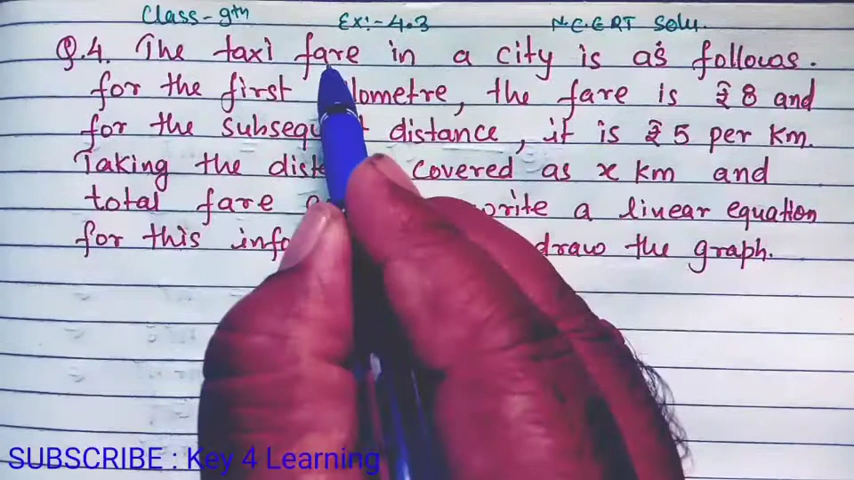 Class-9th Ex:-4.3 N.C.E.RT Solu.
Q.4. The taxi fare in a city is as follows.
for the first lometre, the fare is ₹8 and
for the subsequ t distance, it is ₹5 per km.
Taking the dist covered as x km and
total fare write a linear equation
for this info draw the graph.
SUBSCRIBE : Key 4 Learning